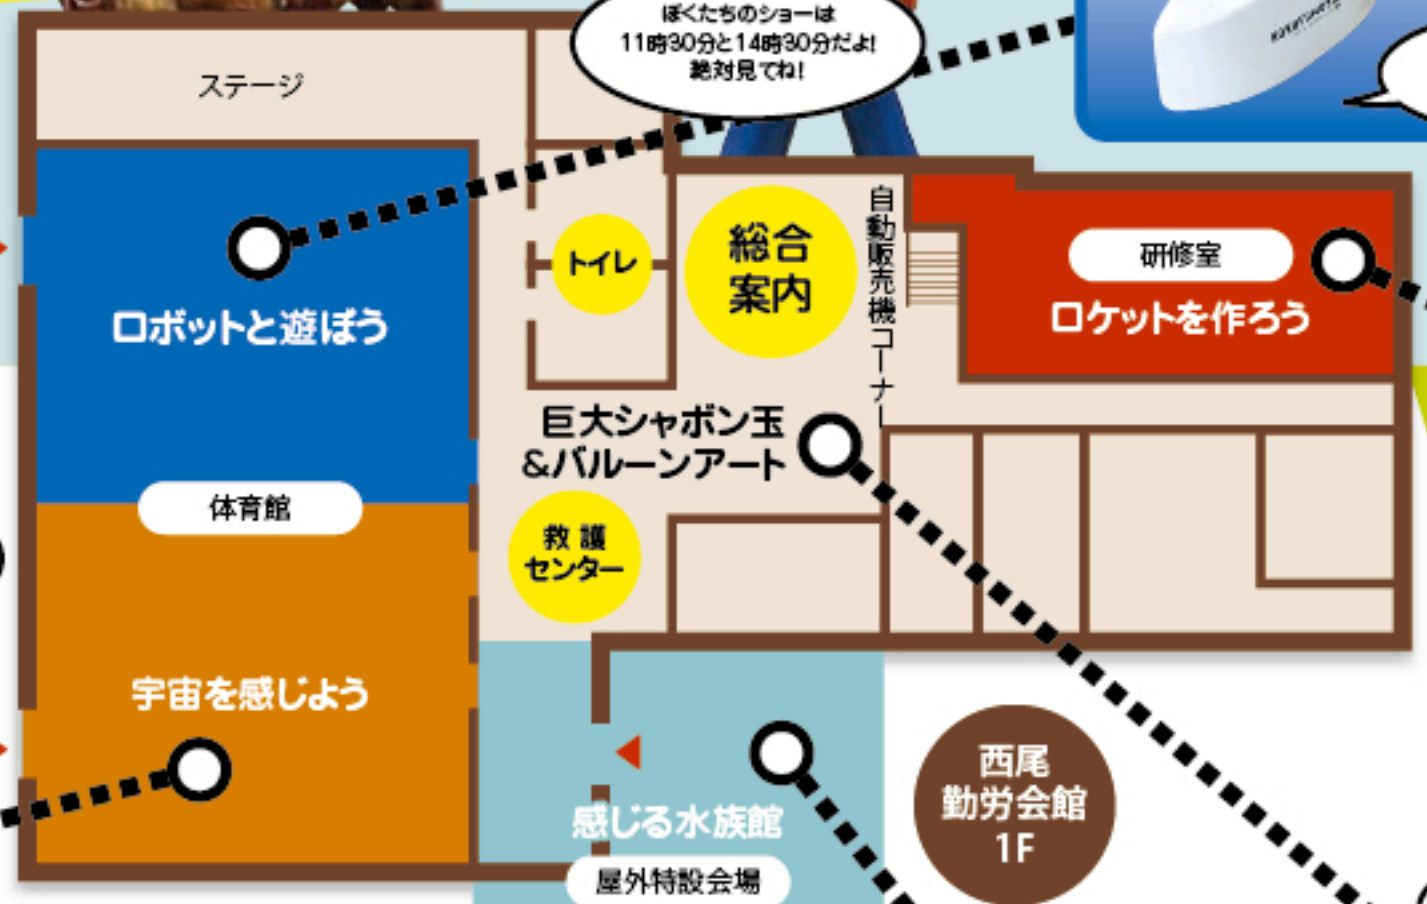 ぼくたちのショーは
11時30分と14時30分だよ!
絶対見てね!
ステージ
トイレ
総合
案内
自動販売機コーナー
研修室
ロケットを作ろう
ロボットと遊ぼう
巨大シャボン玉
&バルーンアート
体育館
救護
センター
宇宙を感じよう
感じる水族館
屋外特設会場
西尾
勤労会館
1F